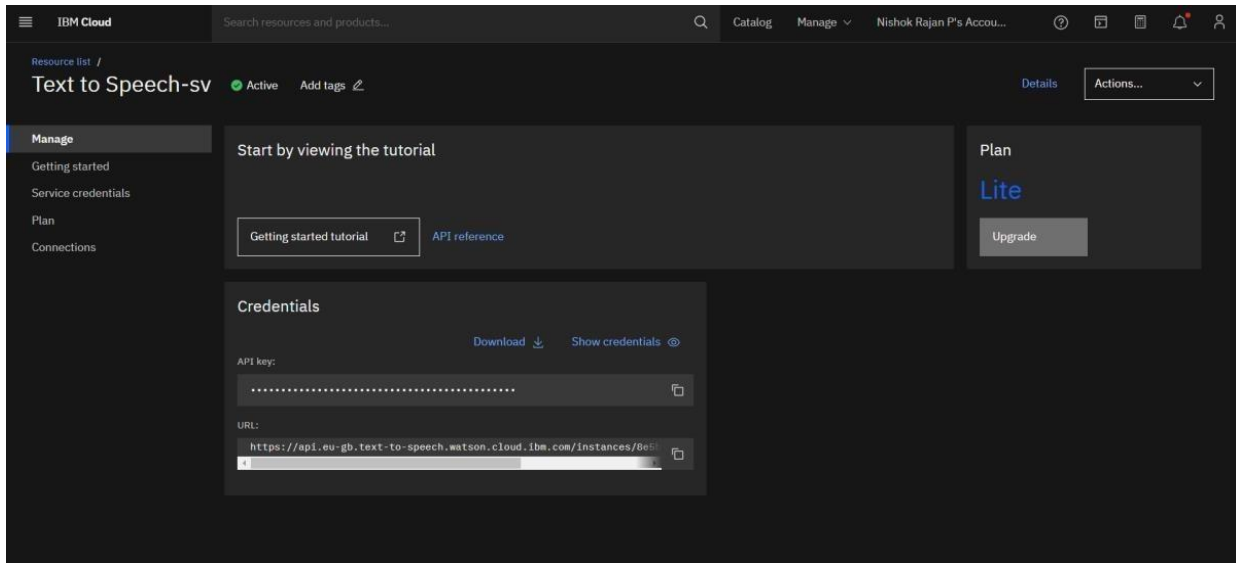 IBM Cloud
Search resources and products...
Catalog
Manage
Nishok Rajan P's Accou...
Resource list /
Text to Speech-sv
Active
Add tags
Details
Actions...
Manage
Getting started
Service credentials
Plan
Connections
Start by viewing the tutorial
Getting started tutorial
API reference
Plan
Lite
Upgrade
Credentials
Download
Show credentials
API key:
URL:
https://api.eu-gb.text-to-speech.watson.cloud.ibm.com/instances/8e5